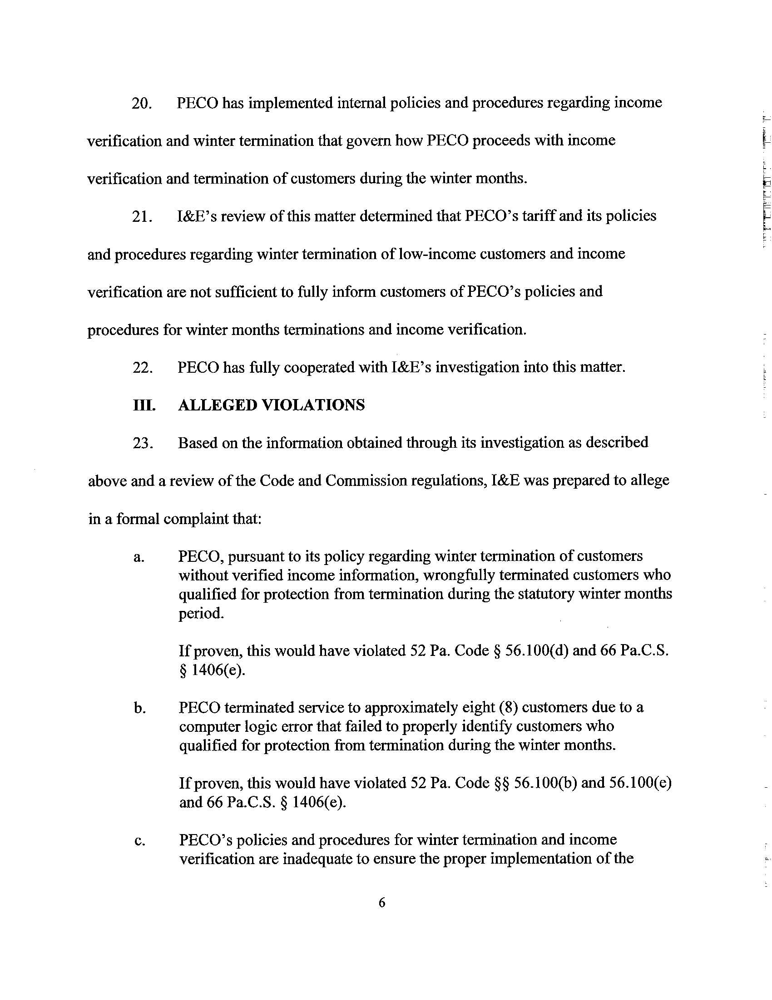 20. PECO has implemented internal policies and procedures regarding income
verification and winter termination that govern how PECO proceeds with income
verification and termination of customers during the winter months.
21. I&E’s review of this matter determined that PECO’s tariff and its policies
and procedures regarding winter termination of low-income customers and income
verification are not sufficient to fully inform customers of PECO’s policies and
procedures for winter months terminations and income verification.
22. PECO has fully cooperated with I&E’s investigation into this matter.
III. ALLEGED VIOLATIONS
23. Based on the information obtained through its investigation as described
above and a review of the Code and Commission regulations, I&E was prepared to allege
in a formal complaint that:
a. PECO, pursuant to its policy regarding winter termination of customers
without verified income information, wrongfully terminated customers who
qualified for protection from termination during the statutory winter months
period.
If proven, this would have violated 52 Pa. Code § 56.100(d) and 66 Pa.C.S.
§ 1406(e).
b. PECO terminated service to approximately eight (8) customers due to a
computer logic error that failed to properly identify customers who
qualified for protection from termination during the winter months.
If proven, this would have violated 52 Pa. Code §§ 56.100(b) and 56.100(e)
and 66 Pa.C.S. § 1406(e).
c. PECO’s policies and procedures for winter termination and income
verification are inadequate to ensure the proper implementation of the
6